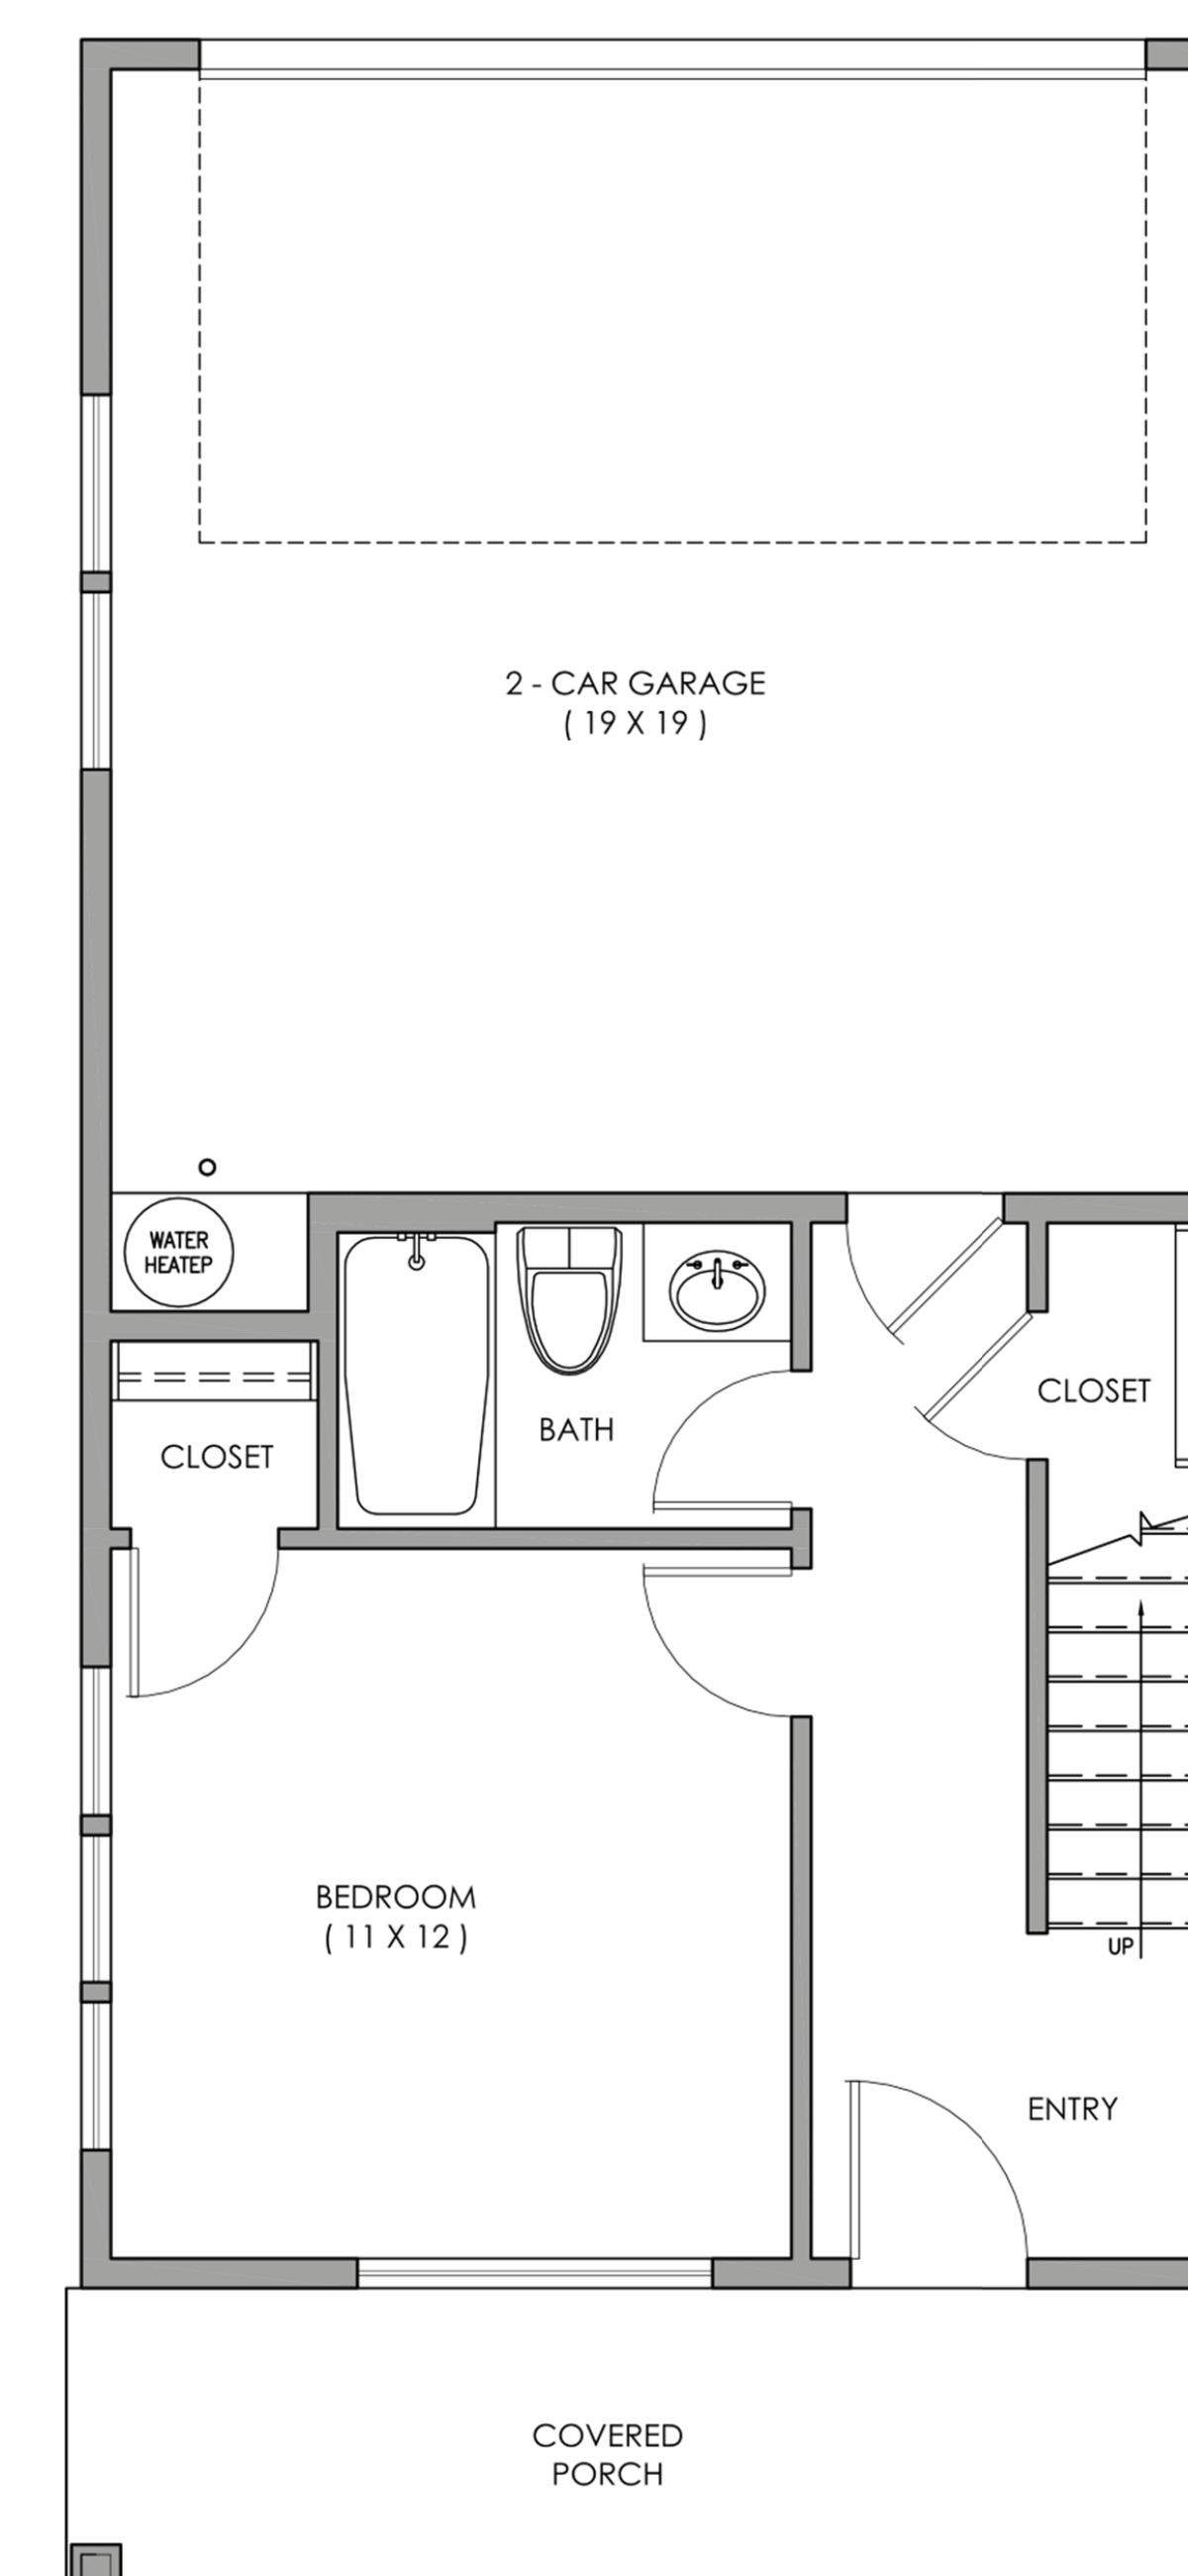 2 - CAR GARAGE
( 19 X 19 )
WATER
HEATEP
CLOSET
BATH
CLOSET
BEDROOM
( 11 X 12 )
UP
ENTRY
COVERED
PORCH